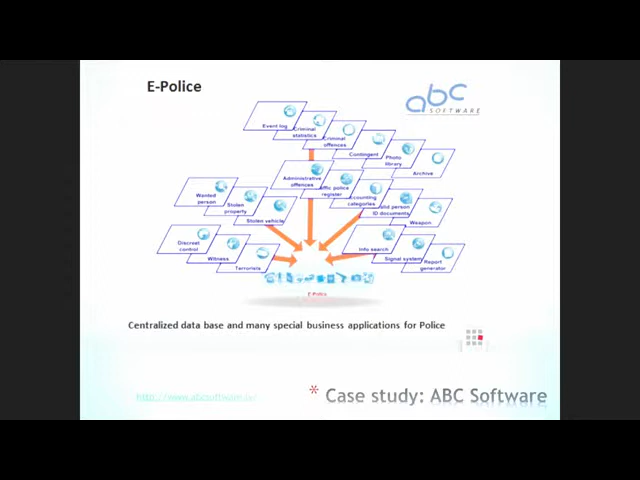 E-Police
abc
SOFTWARE
Event log
Criminal
statistics
Criminal
offences
Contingent
Photo
library
Archive
Administrative
offences
police
register
Accounting
categories
person
ID documents
Weapon
Wanted
person
Stolen
property
Stolen vehicle
Discreat
control
Witness
Terrorists
Info search
Signal system
Report
generator
E-Police
Centralized data base and many special business applications for Police
http://www.abcsoftware.lv/
* Case study: ABC Software